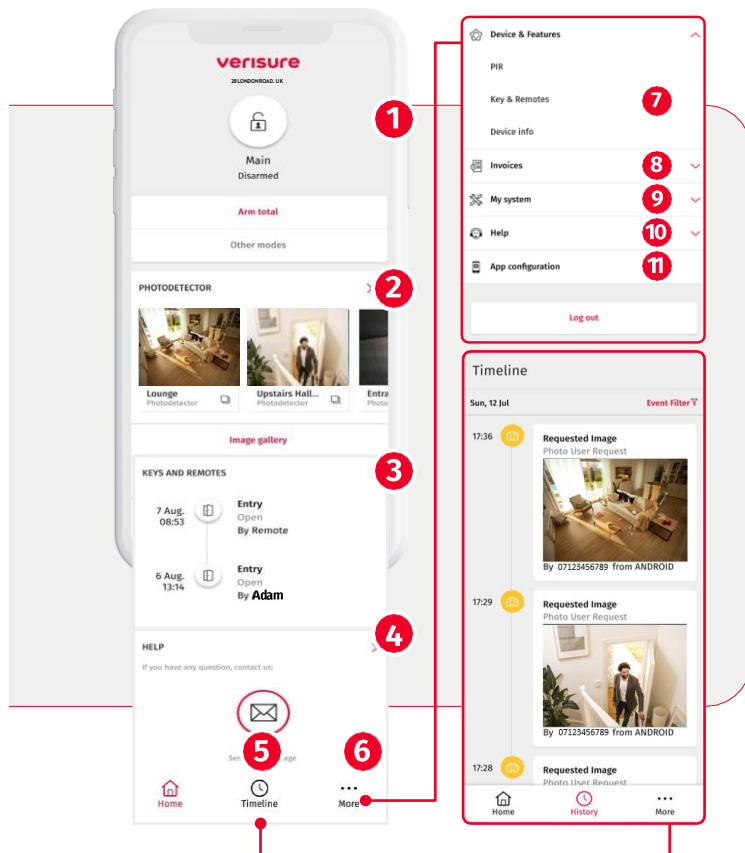 verisure
28 LONDON ROAD. UK
1
Main
Disarmed
Arm total
Other modes
PHOTODETECTOR
2
Lounge
Photodetector
Upstairs Hall...
Photodetector
Entra
Photo
Image gallery
KEYS AND REMOTES
3
7 Aug.
08:53
Entry
Open
By Remote
6 Aug.
13:14
Entry
Open
By Adam
4
HELP
If you have any question, contact us:
5
6
Home
Timeline
More
Device & Features
PIR
Key & Remotes
7
Device info
Invoices
8
My system
9
Help
10
App configuration
11
Log out
Timeline
Sun, 12 Jul
Event Filter
17:36
Requested Image
Photo User Request
By 07123456789 from ANDROID
17:29
Requested Image
Photo User Request
By 07123456789 from ANDROID
17:28
Requested Image
Photo User Request
Home
History
More